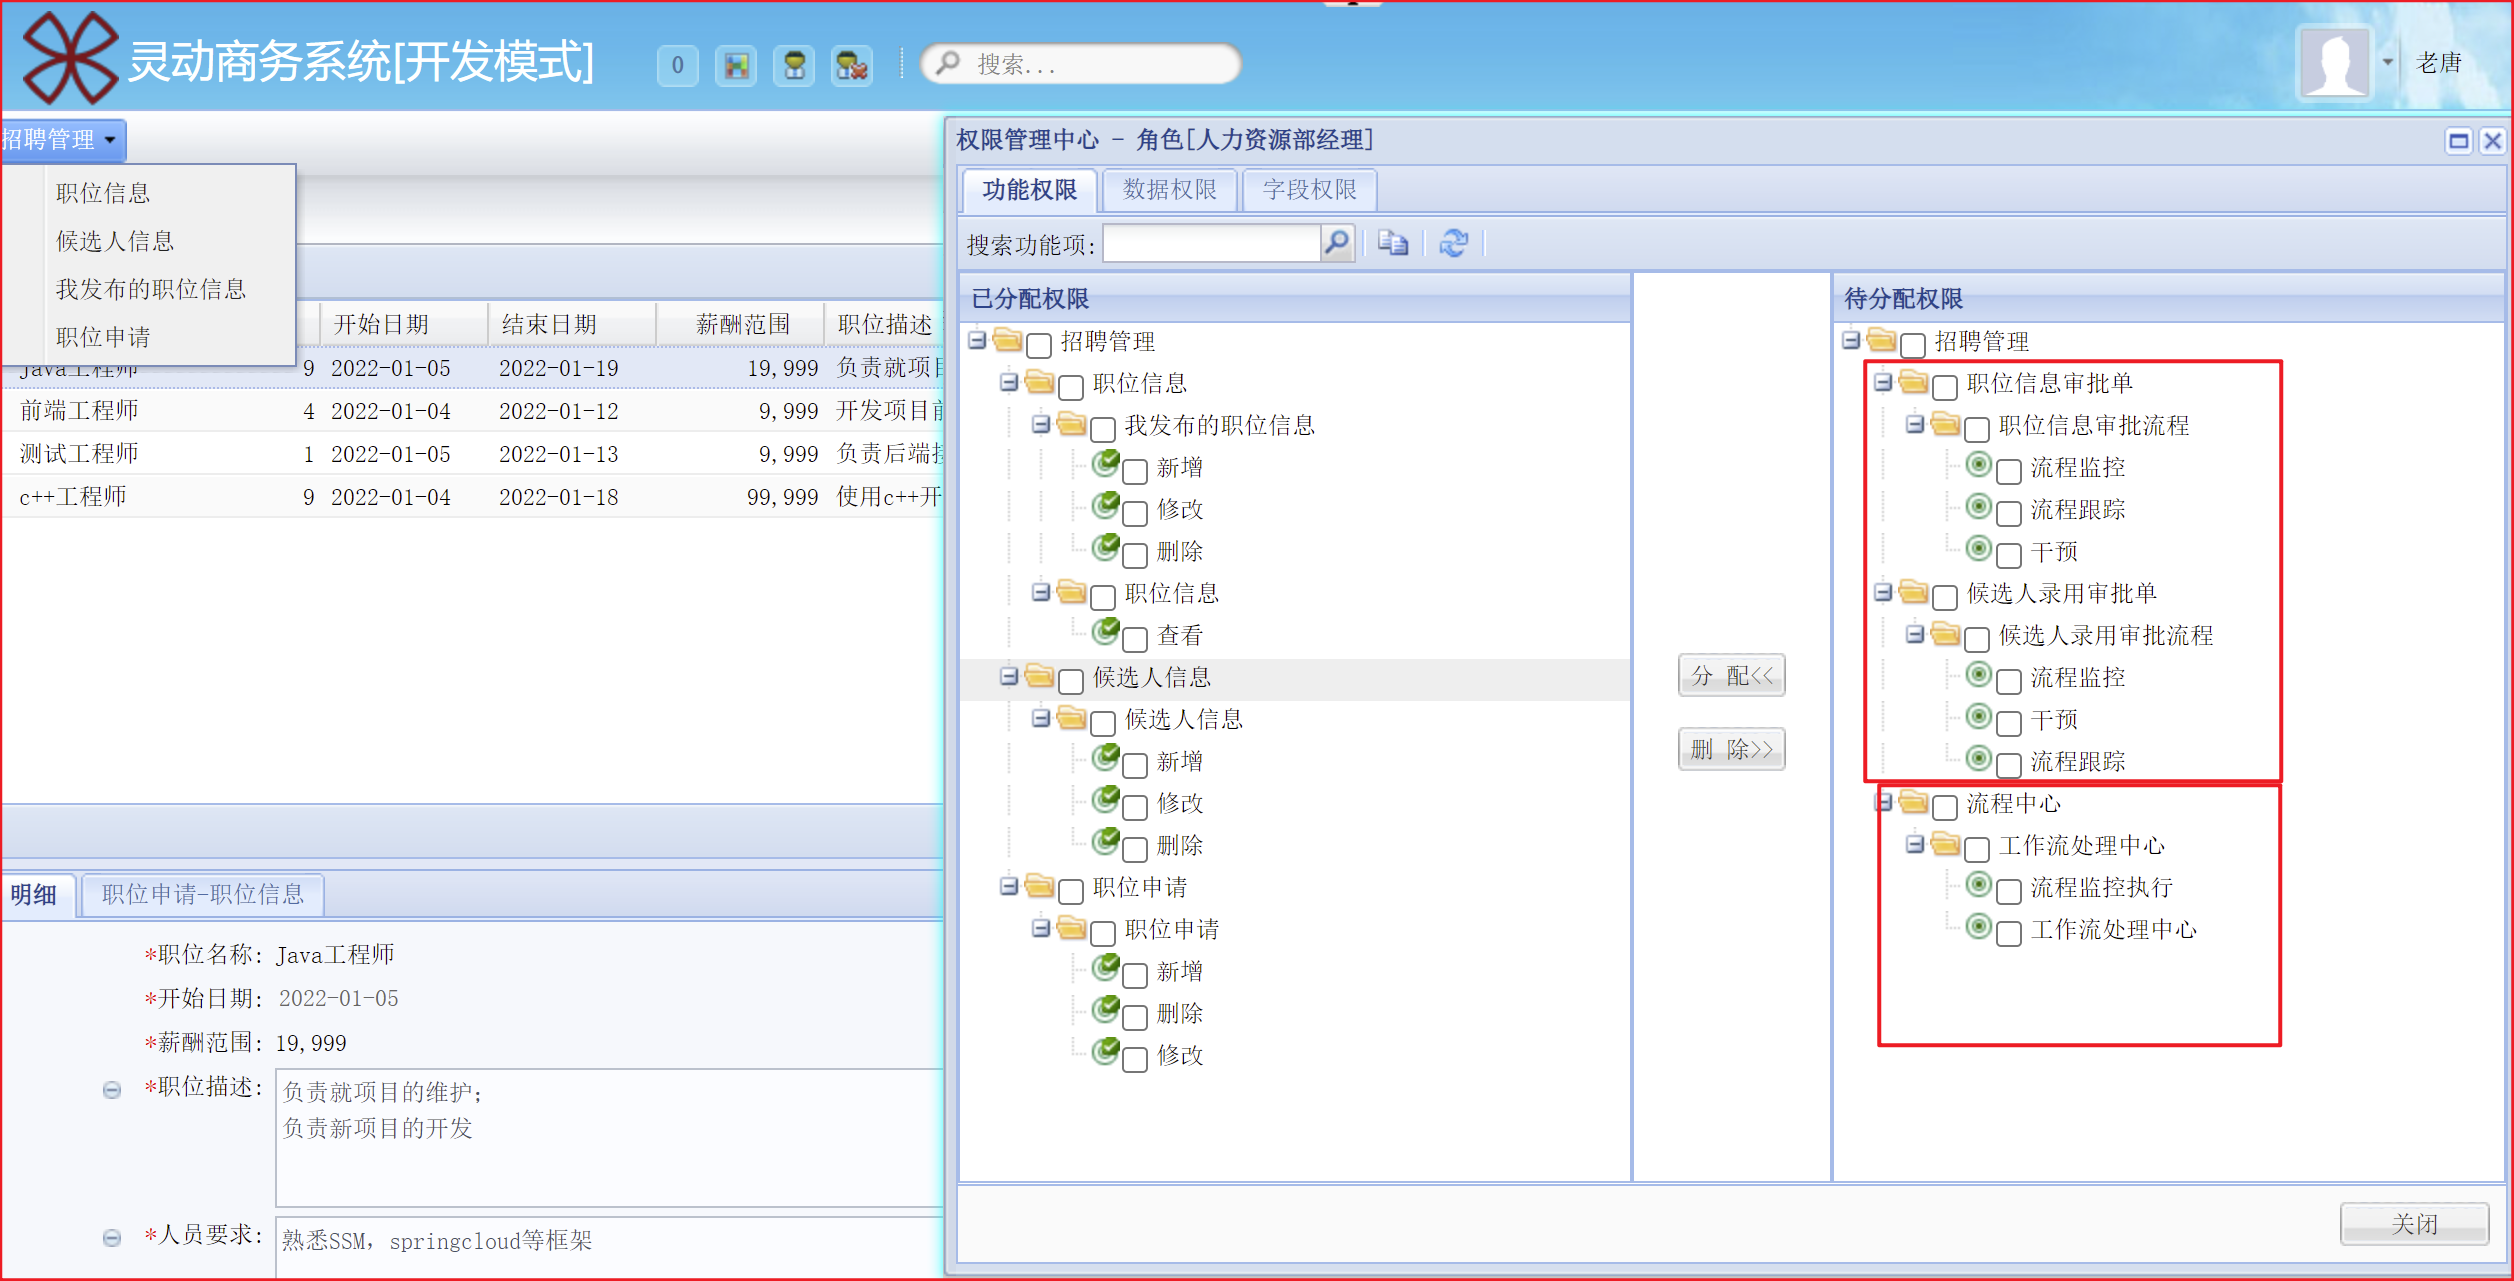 灵动商务系统[开发模式]
0
搜索...
老唐
招聘管理
职位信息
候选人信息
我发布的职位信息
职位申请
开始日期 结束日期 薪酬范围 职位描述
Java工程师 9 2022-01-05 2022-01-19 19,999 负责就项目
前端工程师 4 2022-01-04 2022-01-12 9,999 开发项目前
测试工程师 1 2022-01-05 2022-01-13 9,999 负责后端接
c++工程师 9 2022-01-04 2022-01-18 99,999 使用c++开
明细 职位申请-职位信息
*职位名称: Java工程师
*开始日期: 2022-01-05
*薪酬范围: 19,999
*职位描述: 负责就项目的维护;
负责新项目的开发
*人员要求: 熟悉SSM, springcloud等框架
权限管理中心 - 角色[人力资源部经理]
功能权限 数据权限 字段权限
搜索功能项:
已分配权限
招聘管理
职位信息
我发布的职位信息
新增
修改
删除
职位信息
查看
候选人信息
候选人信息
新增
修改
删除
职位申请
职位申请
新增
删除
修改
分 配<<
删 除>>
待分配权限
招聘管理
职位信息审批单
职位信息审批流程
流程监控
流程跟踪
干预
候选人录用审批单
候选人录用审批流程
流程监控
干预
流程跟踪
流程中心
工作流处理中心
流程监控执行
工作流处理中心
关闭